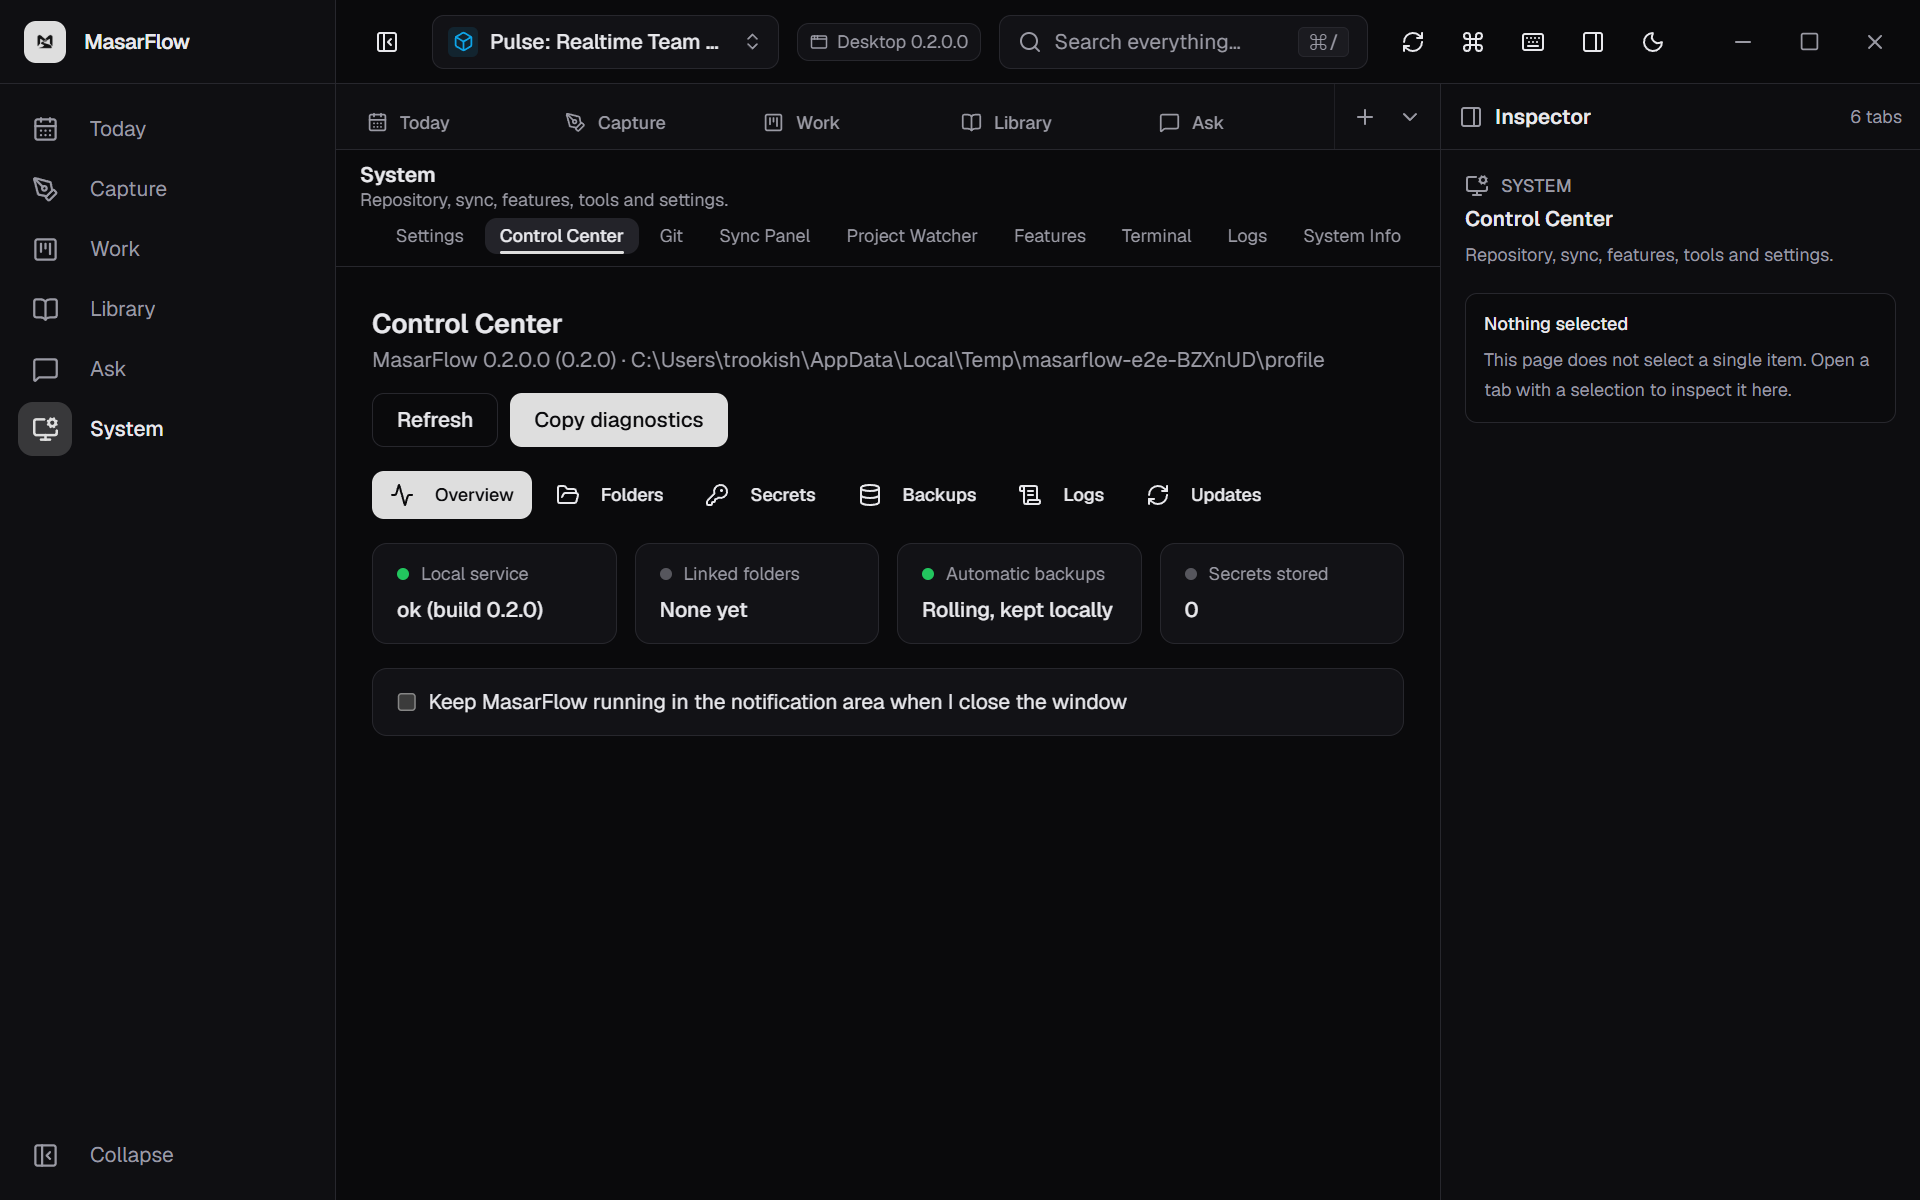 MasarFlow
Pulse: Realtime Team ...
Desktop 0.2.0.0
Search everything...
⌘/
Today
Capture
Work
Library
Ask
System
Collapse
Today
Capture
Work
Library
Ask
System
Repository, sync, features, tools and settings.
Settings
Control Center
Git
Sync Panel
Project Watcher
Features
Terminal
Logs
System Info
Control Center
MasarFlow 0.2.0.0 (0.2.0) · C:\Users\trookish\AppData\Local\Temp\masarflow-e2e-BZXnUD\profile
Refresh
Copy diagnostics
Overview
Folders
Secrets
Backups
Logs
Updates
Local service
ok (build 0.2.0)
Linked folders
None yet
Automatic backups
Rolling, kept locally
Secrets stored
0
Keep MasarFlow running in the notification area when I close the window
Inspector
6 tabs
SYSTEM
Control Center
Repository, sync, features, tools and settings.
Nothing selected
This page does not select a single item. Open a
tab with a selection to inspect it here.